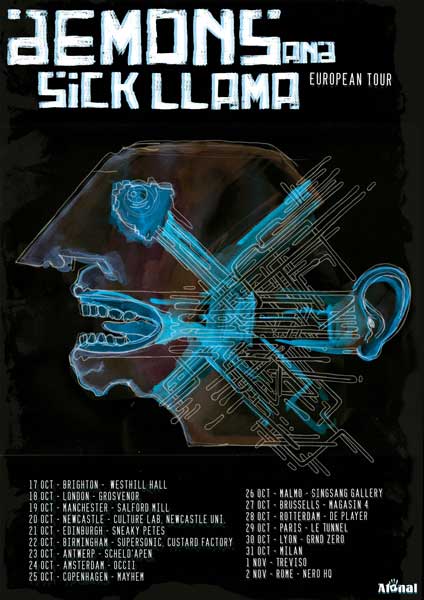 DEMONS AND
SICK LLAMA
EUROPEAN TOUR
17 OCT - BRIGHTON - WESTHILL HALL
18 OCT - LONDON - GROSVENOR
19 OCT - MANCHESTER - SALFORD MILL
20 OCT - NEWCASTLE - CULTURE LAB, NEWCASTLE UNI.
21 OCT - EDINBURGH - SNEAKY PETES
22 OCT - BIRMINGHAM - SUPERSONIC, CUSTARD FACTORY
23 OCT - ANTWERP - SCHELD'APEN
24 OCT - AMSTERDAM - OCCII
25 OCT - COPENHAGEN - MAYHEM
26 OCT - MALMO - SINGSANG GALLERY
27 OCT - BRUSSELS - MAGASIN 4
28 OCT - ROTTERDAM - DE PLAYER
29 OCT - PARIS - LE TUNNEL
30 OCT - LYON - GRND ZERO
31 OCT - MILAN
1 NOV - TREVISO
2 NOV - ROME - NERO HQ
Atonal